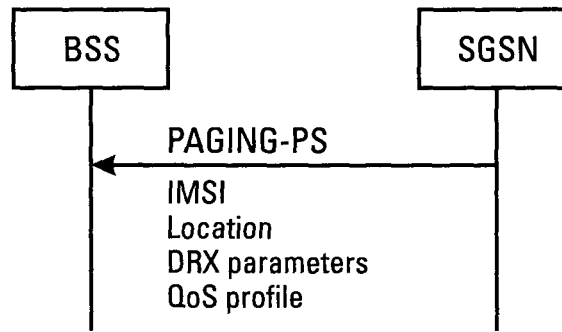 BSS
SGSN
PAGING-PS
IMSI
Location
DRX parameters
QoS profile